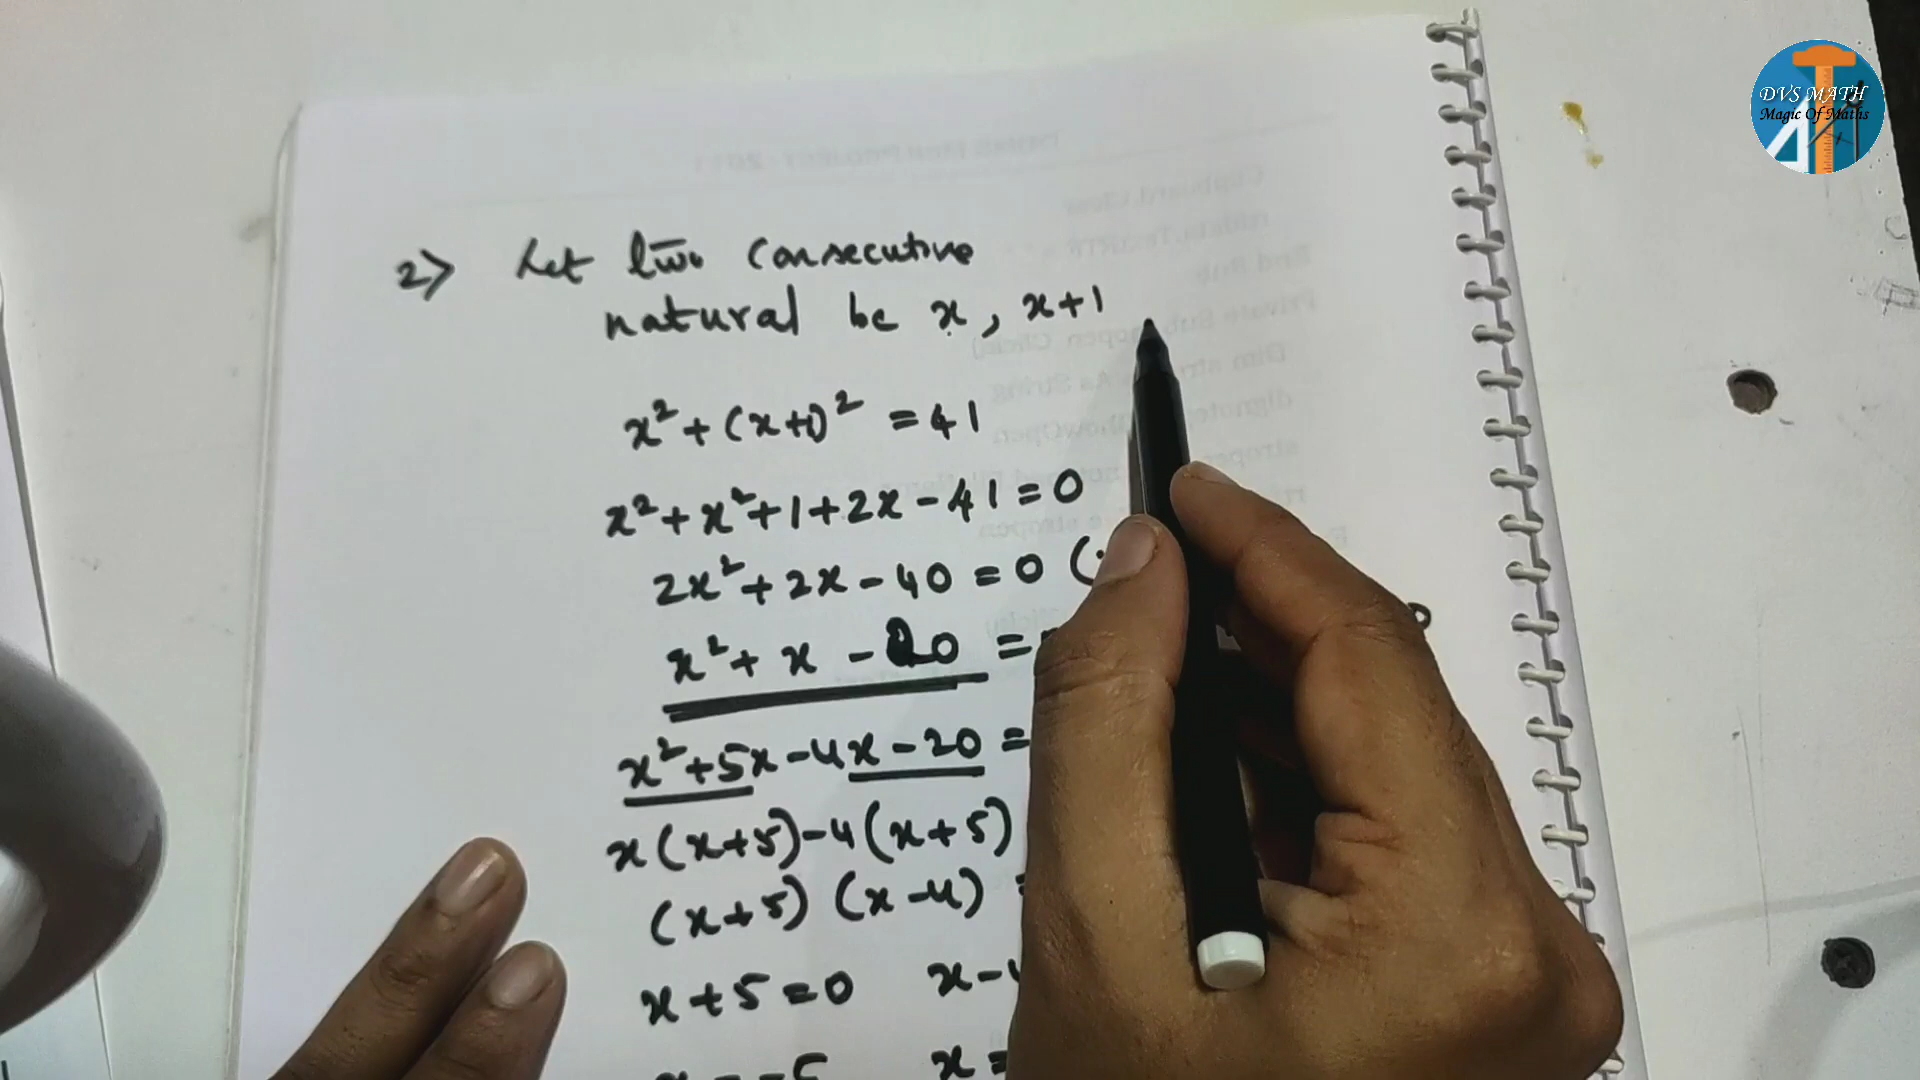 DVS MATH
Magic Of Maths
2) Let two consecutive
natural be x, x+1
x²+(x+1)² = 41
x²+x²+1+2x-41=0
2x²+2x-40=0 (
x²+x-20 =
x²+5x-4x-20 =
x(x+5)-4(x+5)
(x+5) (x-4) =
x+5=0 x-4
x=-5 x=